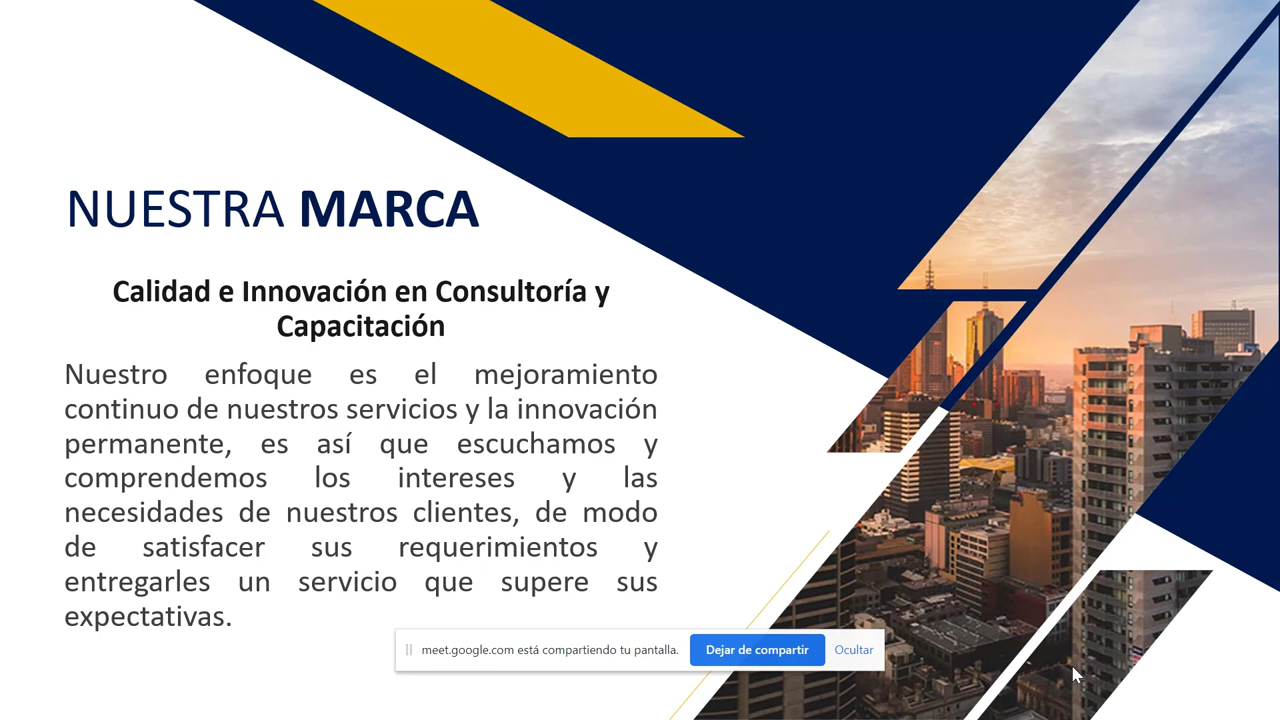 NUESTRA MARCA
Calidad e Innovación en Consultoría y
Capacitación
Nuestro enfoque es el mejoramiento
continuo de nuestros servicios y la innovación
permanente, es así que escuchamos y
comprendemos los intereses y las
necesidades de nuestros clientes, de modo
de satisfacer sus requerimientos y
entregarles un servicio que supere sus
expectativas.
meet.google.com está compartiendo tu pantalla. Dejar de compartir Ocultar